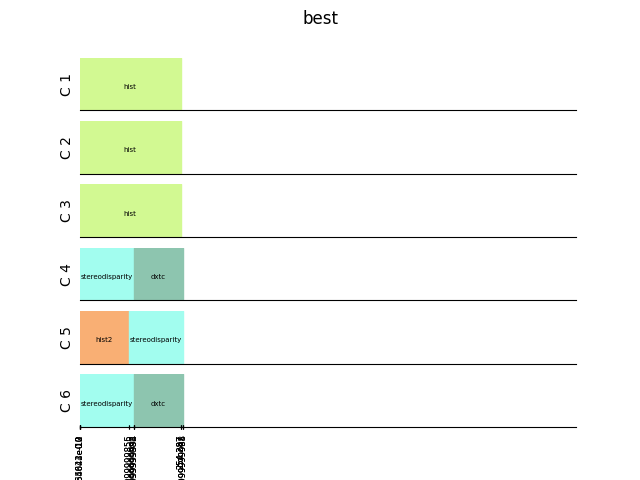 best
C 1
hist
C 2
hist
C 3
hist
C 4
stereodisparity
dxtc
C 5
hist2
stereodisparity
C 6
stereodisparity
dxtc